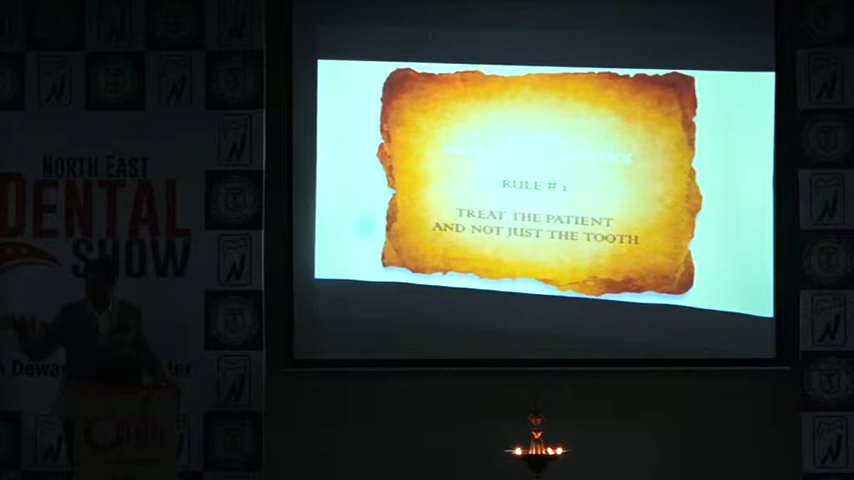 RULE # 1
TREAT THE PATIENT
AND NOT JUST THE TOOTH
NORTH EAST
DENTAL
SHOW